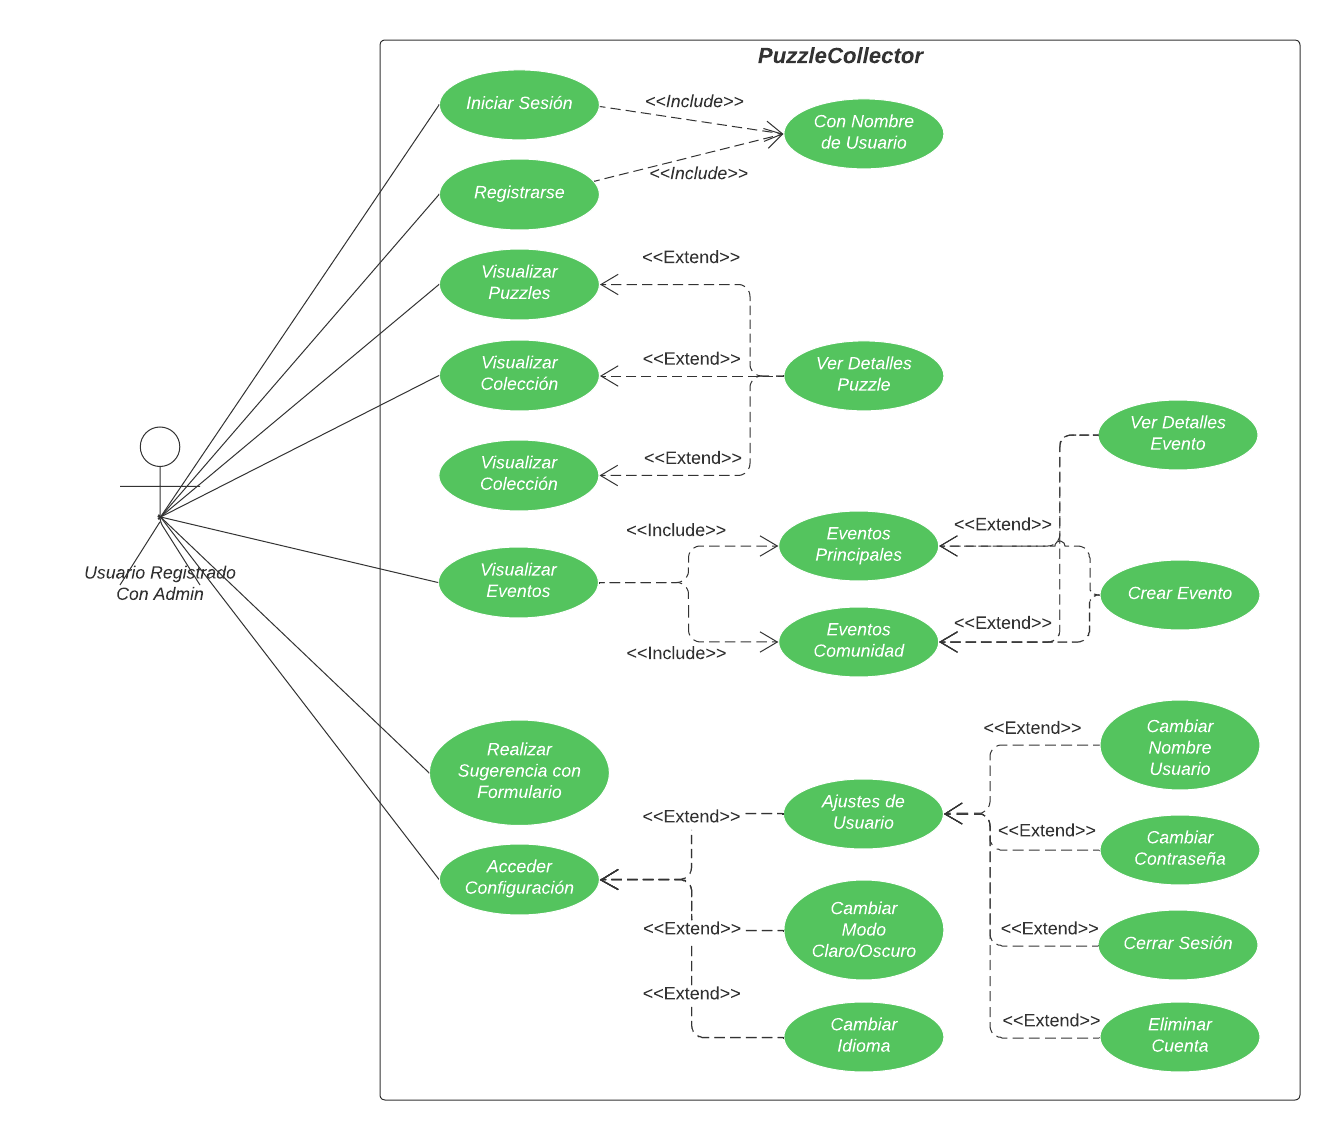 PuzzleCollector
Iniciar Sesión
<<Include>>
Con Nombre
de Usuario
Registrarse
<<Include>>
Visualizar
Puzzles
<<Extend>>
Visualizar
Colección
<<Extend>>
Ver Detalles
Puzzle
Visualizar
Colección
<<Extend>>
Ver Detalles
Evento
Usuario Registrado
Con Admin
Visualizar
Eventos
<<Include>>
Eventos
Principales
<<Extend>>
Crear Evento
<<Include>>
Eventos
Comunidad
<<Extend>>
Realizar
Sugerencia con
Formulario
Acceder
Configuración
<<Extend>>
Ajustes de
Usuario
<<Extend>>
Cambiar
Modo
Claro/Oscuro
<<Extend>>
Cambiar
Idioma
<<Extend>>
Cambiar
Nombre
Usuario
<<Extend>>
Cambiar
Contraseña
<<Extend>>
Cerrar Sesión
<<Extend>>
Eliminar
Cuenta